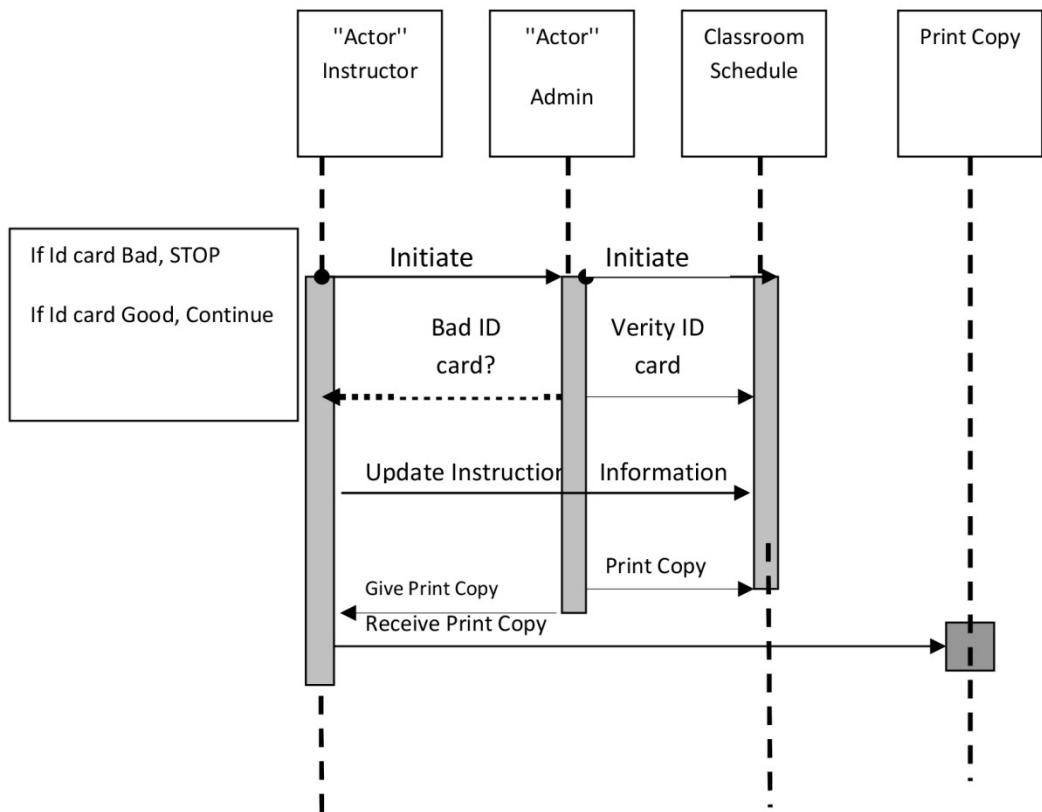 "Actor"
Instructor
"Actor"
Admin
Classroom
Schedule
Print Copy
If Id card Bad, STOP
If Id card Good, Continue
Initiate
Initiate
Bad ID
card?
Verity ID
card
Update Instruction Information
Print Copy
Give Print Copy
Receive Print Copy